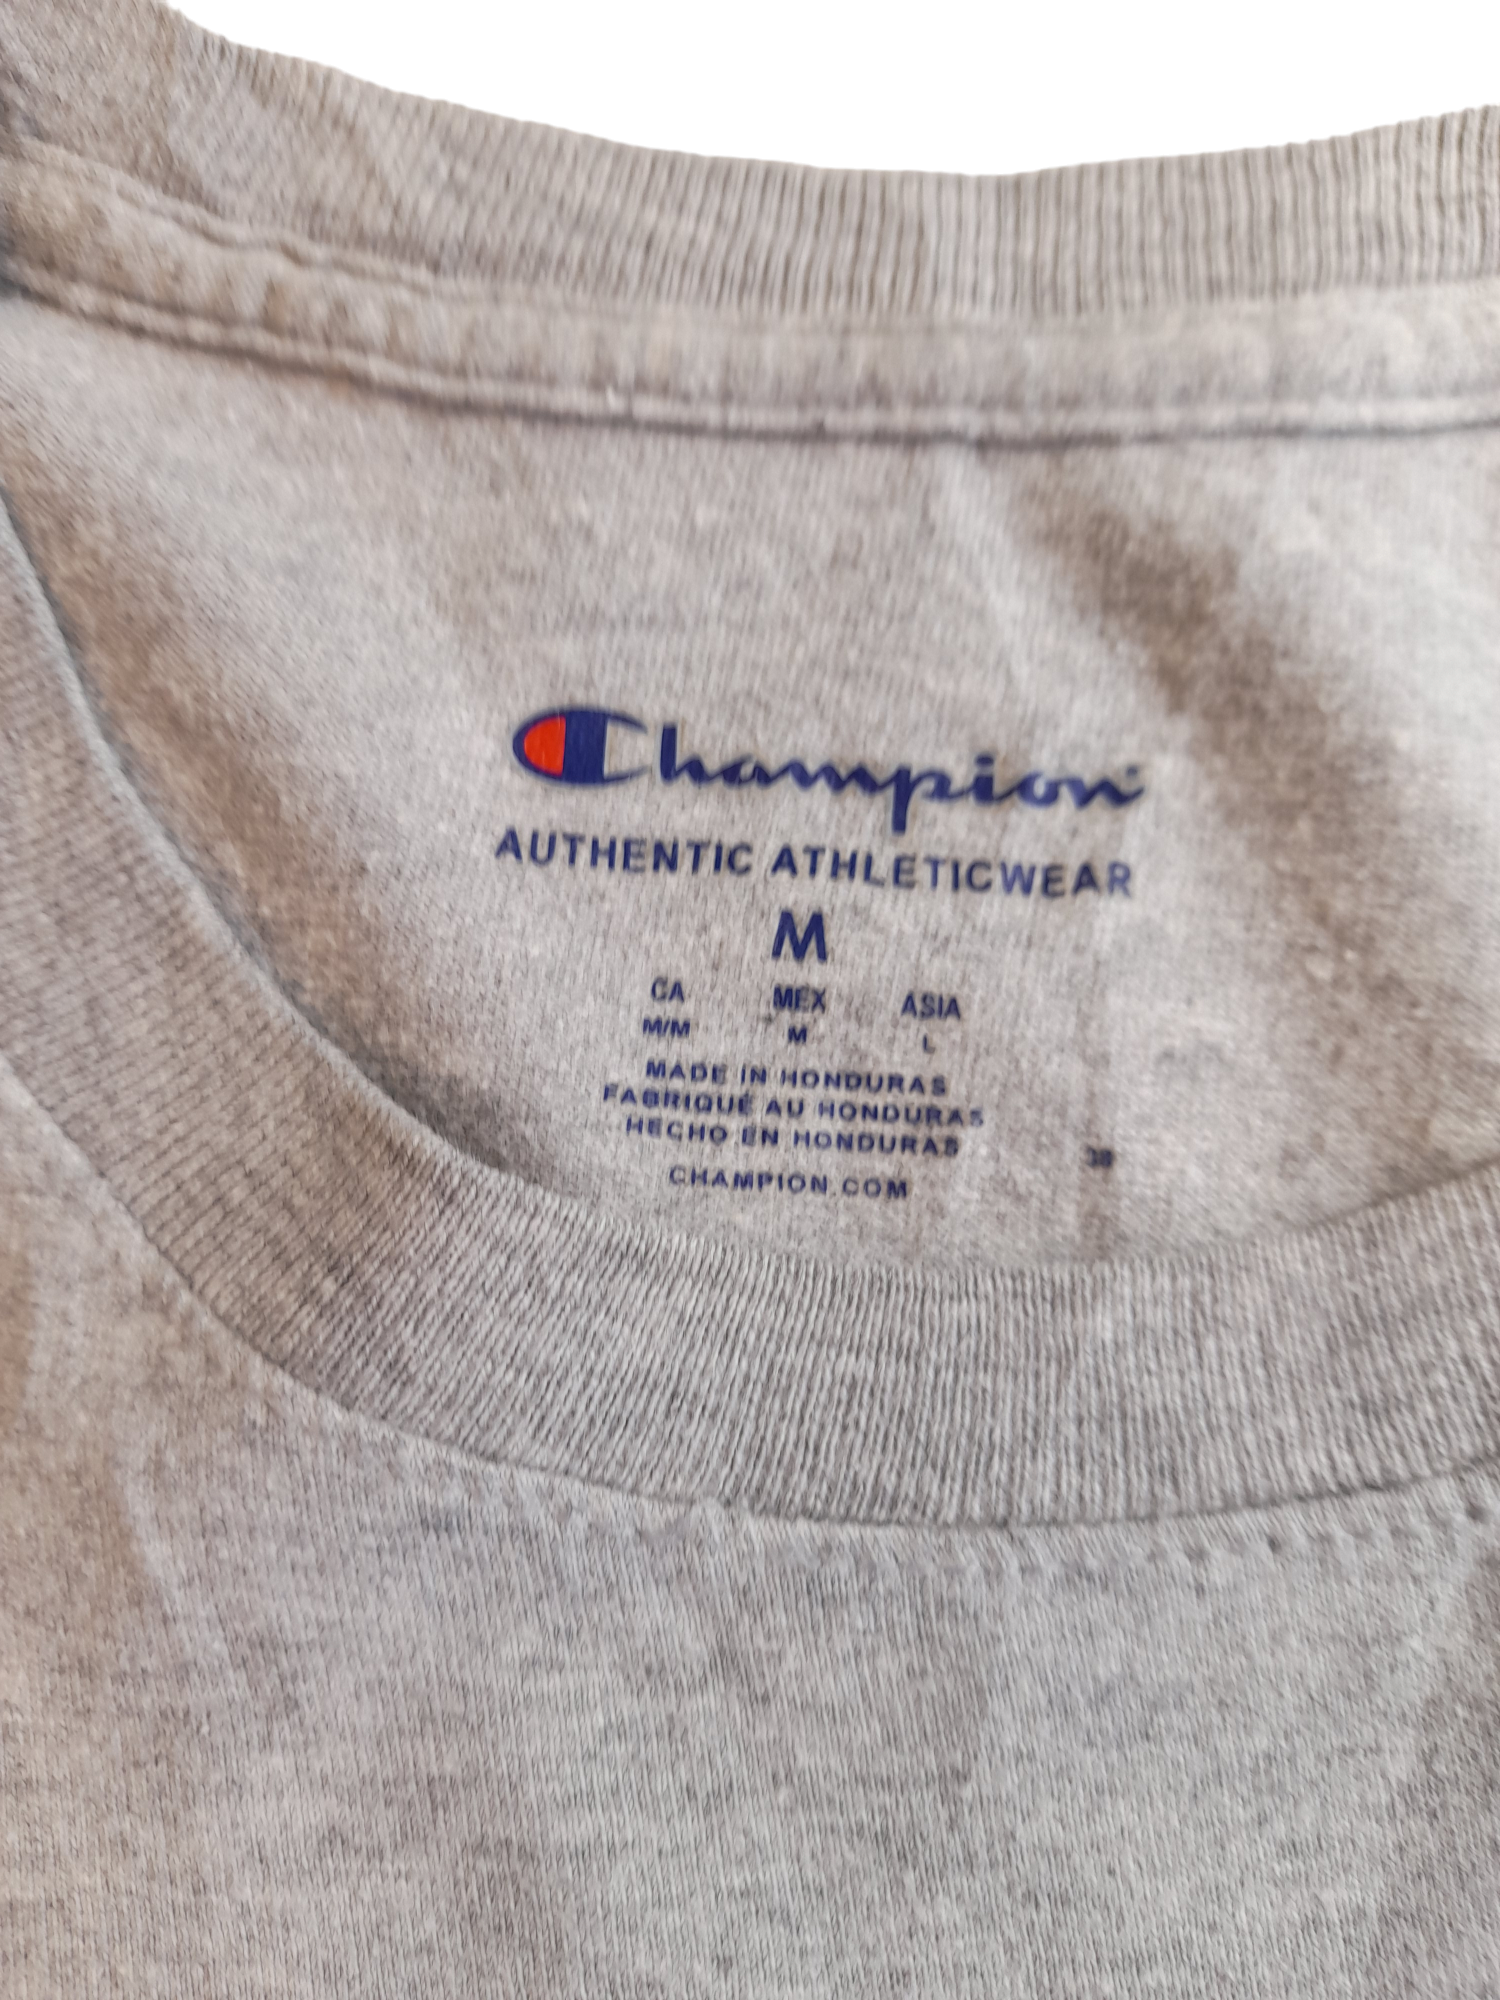 Champion
AUTHENTIC ATHLETICWEAR
M
CA MEX ASIA
M/M M L
MADE IN HONDURAS
FABRIQUÉ AU HONDURAS
HECHO EN HONDURAS
CHAMPION.COM